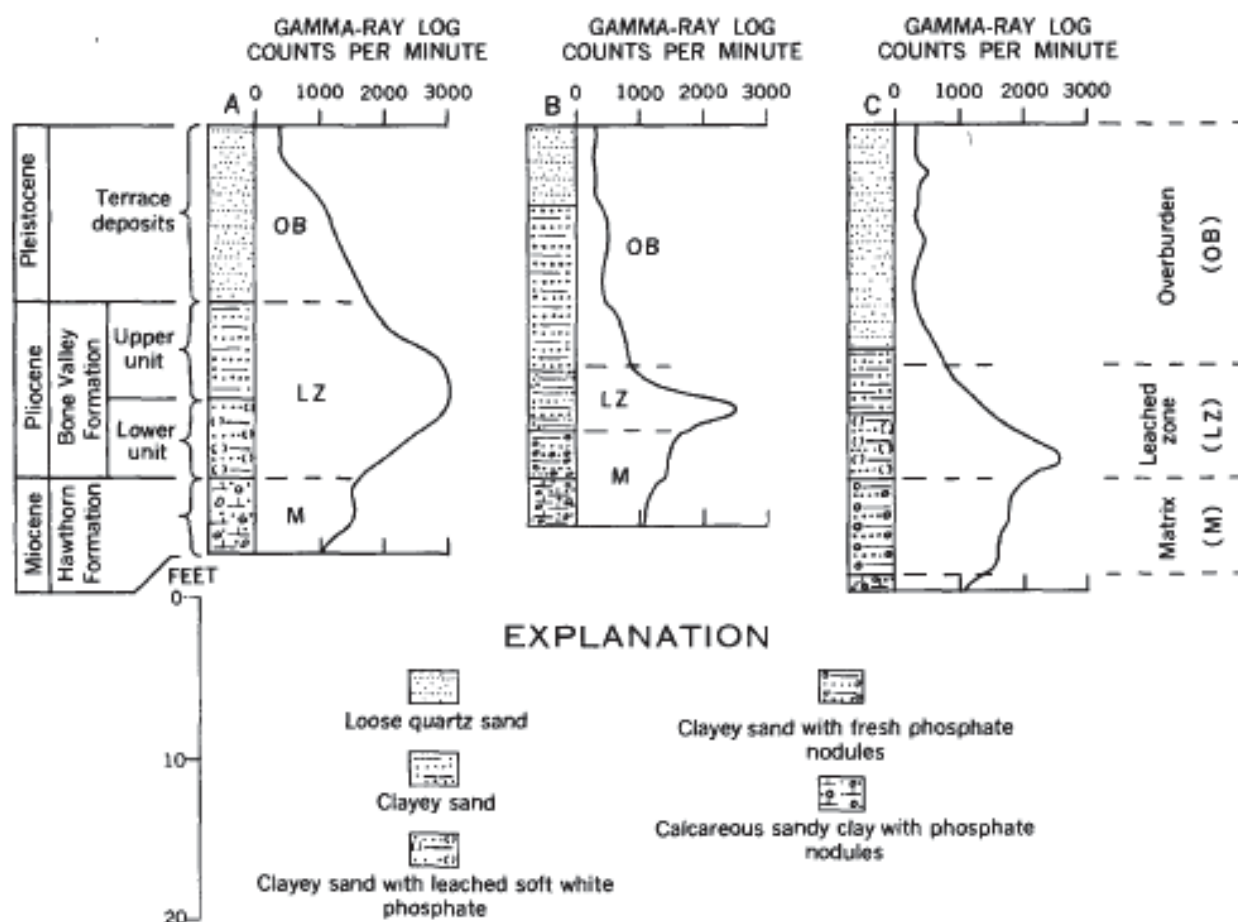 GAMMA-RAY LOG
COUNTS PER MINUTE
GAMMA-RAY LOG
COUNTS PER MINUTE
GAMMA-RAY LOG
COUNTS PER MINUTE
A 0 1000 2000 3000
B 0 1000 2000 3000
C 0 1000 2000 3000
Pleistocene
Terrace
deposits
Pliocene
Bone Valley
Formation
Upper
unit
Lower
unit
Miocene
Hawthorn
Formation
OB
LZ
M
OB
LZ
M
Overburden
(OB)
Leached
zone
(LZ)
Matrix
(M)
FEET
0
10
20
EXPLANATION
Loose quartz sand
Clayey sand
Clayey sand with leached soft white
phosphate
Clayey sand with fresh phosphate
nodules
Calcareous sandy clay with phosphate
nodules